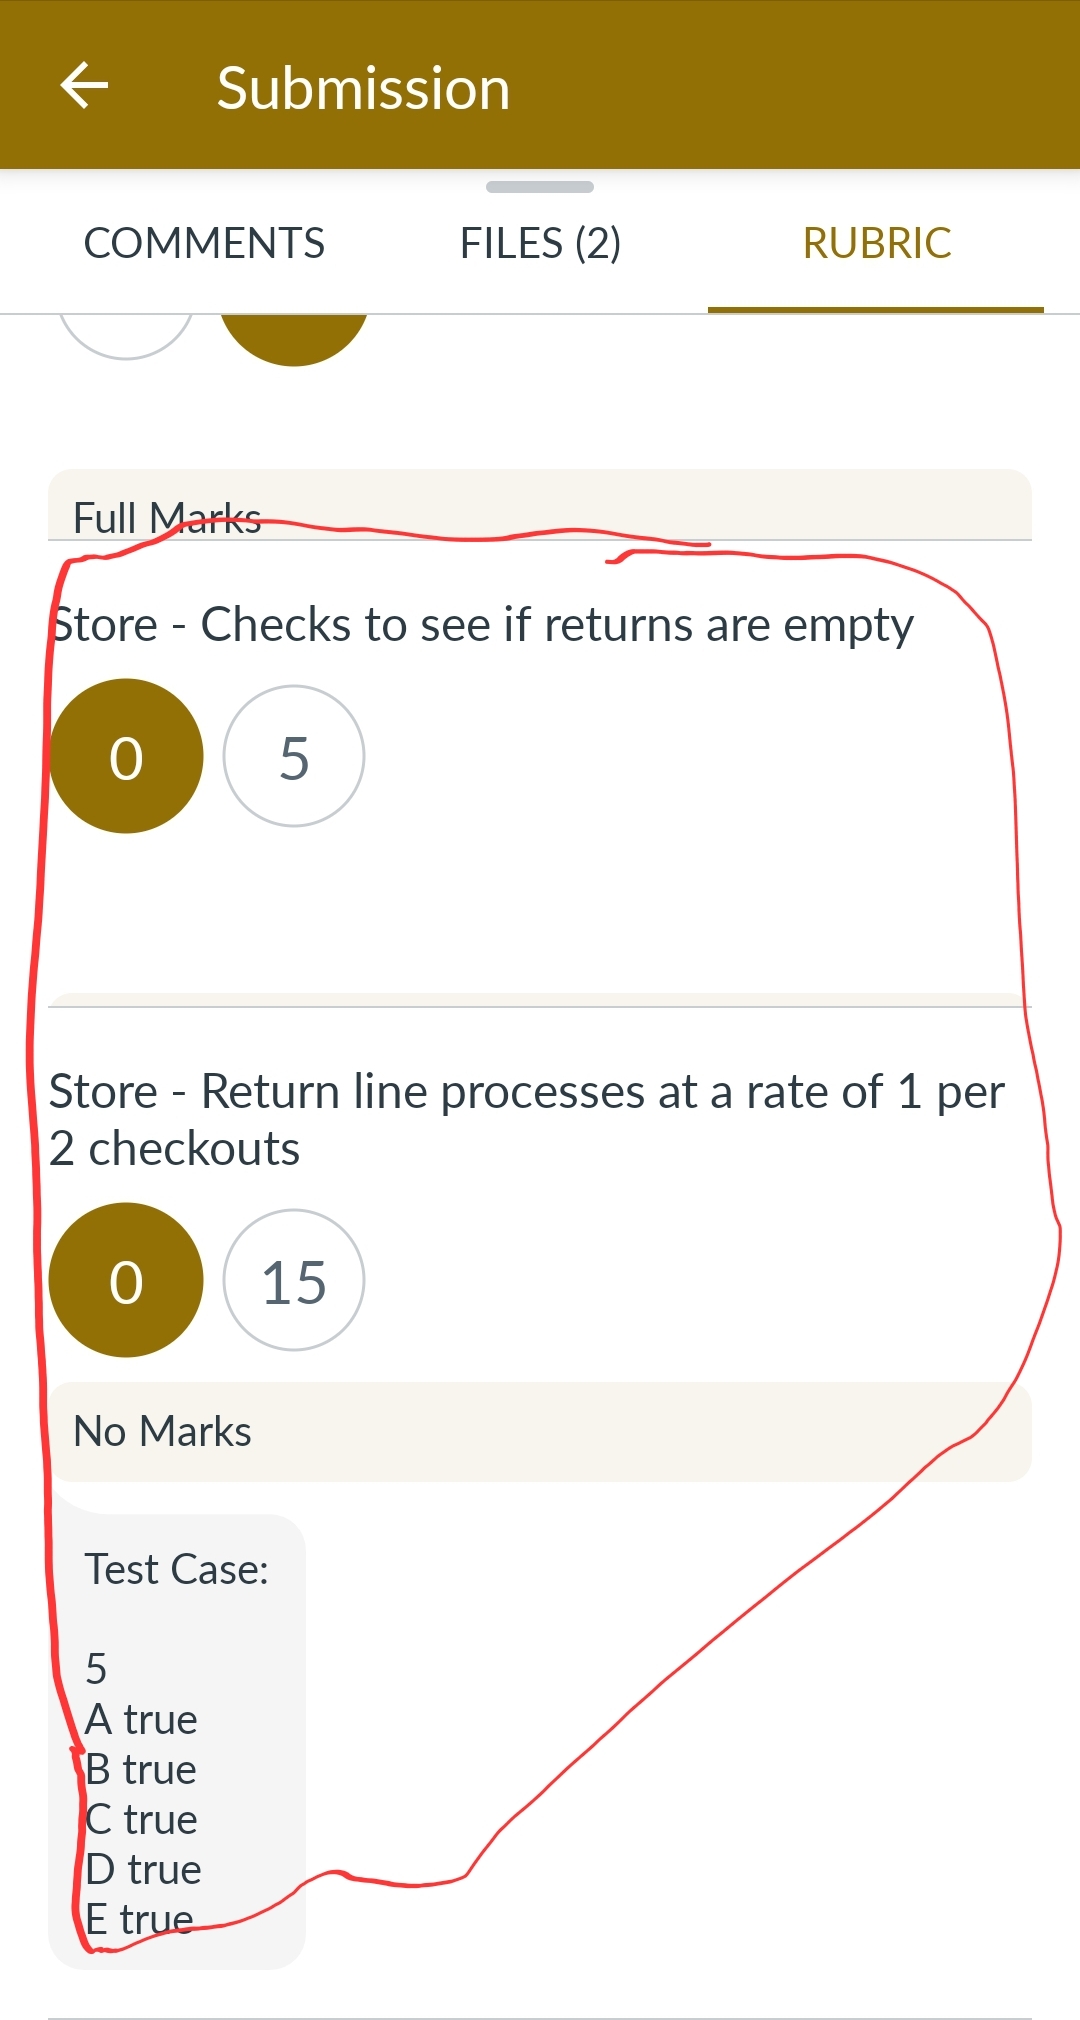 Submission
COMMENTS FILES (2) RUBRIC
Full Marks
Store - Checks to see if returns are empty
0 5
Store - Return line processes at a rate of 1 per
2 checkouts
0 15
No Marks
Test Case:
5
A true
B true
C true
D true
E true